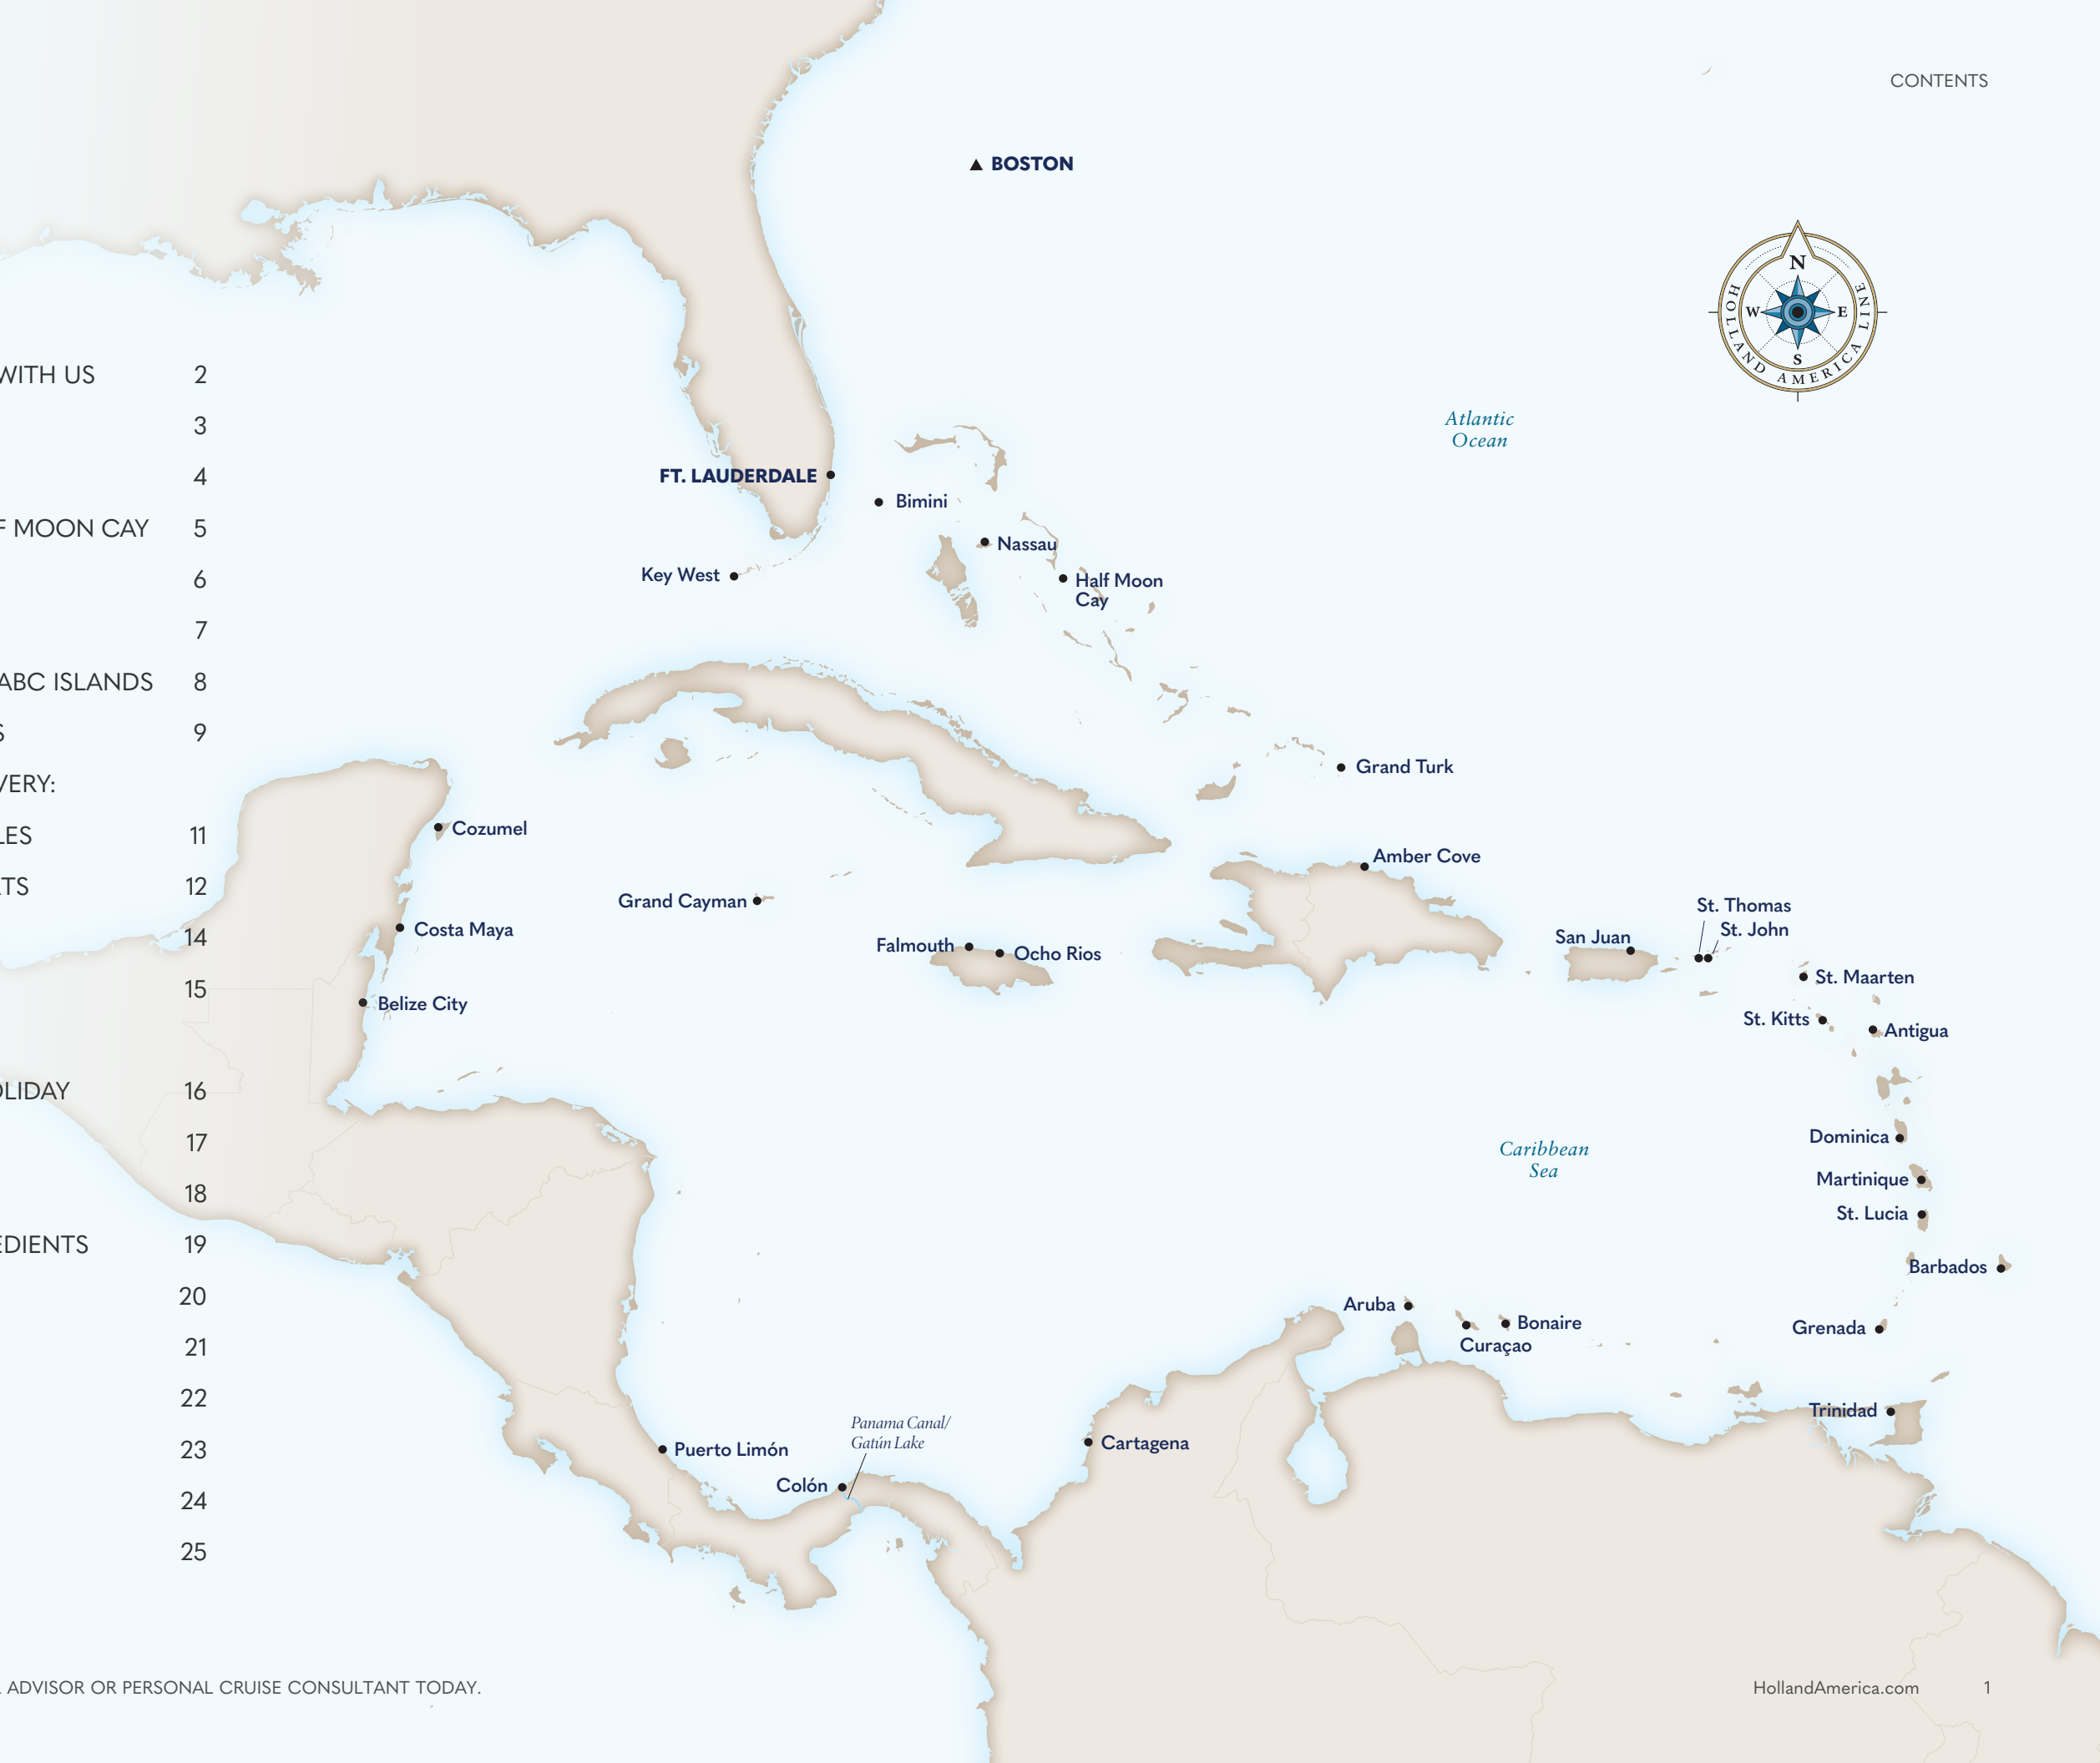 CONTENTS
WITH US 2
3
4
F MOON CAY 5
6
7
ABC ISLANDS 8
S 9
VERY:
LES 11
RTS 12
14
15
OLIDAY 16
17
18
EDIENTS 19
20
21
22
23
24
25
BOSTON
N
W
E
S
HOLLAND AMERICA LINE
Atlantic
Ocean
FT. LAUDERDALE
Bimini
Nassau
Key West
Half Moon
Cay
Grand Turk
Cozumel
Amber Cove
Grand Cayman
St. Thomas
St. John
Costa Maya
San Juan
Falmouth
Ocho Rios
St. Maarten
Belize City
St. Kitts
Antigua
Dominica
Caribbean
Sea
Martinique
St. Lucia
Barbados
Aruba
Bonaire
Curaçao
Grenada
Trinidad
Panama Canal/
Gatún Lake
Puerto Limón
Cartagena
Colón
ADVISOR OR PERSONAL CRUISE CONSULTANT TODAY.
HollandAmerica.com 1